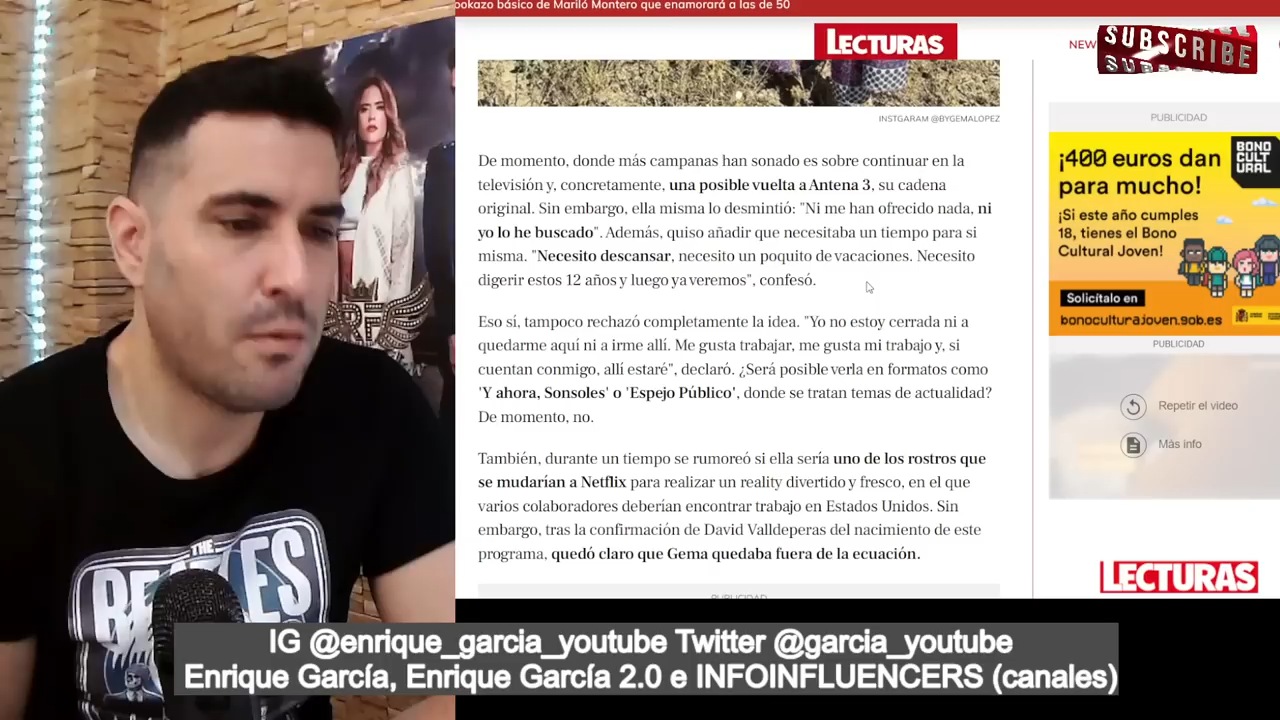 ookazo básico de Mariló Montero que enamorará a las de 50
LECTURAS
NEW
SUBSCRIBE
INSTGARAM @BYGEMALOPEZ
De momento, donde más campanas han sonado es sobre continuar en la
televisión y, concretamente, una posible vuelta a Antena 3, su cadena
original. Sin embargo, ella misma lo desmintió: "Ni me han ofrecido nada, ni
yo lo he buscado". Además, quiso añadir que necesitaba un tiempo para si
misma. "Necesito descansar, necesito un poquito de vacaciones. Necesito
digerir estos 12 años y luego ya veremos", confesó.
Eso sí, tampoco rechazó completamente la idea. "Yo no estoy cerrada ni a
quedarme aquí ni a irme allí. Me gusta trabajar, me gusta mi trabajo y, si
cuentan conmigo, allí estaré", declaró. ¿Será posible verla en formatos como
'Y ahora, Sonsoles' o 'Espejo Público', donde se tratan temas de actualidad?
De momento, no.
También, durante un tiempo se rumoreó si ella sería uno de los rostros que
se mudarían a Netflix para realizar un reality divertido y fresco, en el que
varios colaboradores deberían encontrar trabajo en Estados Unidos. Sin
embargo, tras la confirmación de David Valldeperas del nacimiento de este
programa, quedó claro que Gema quedaba fuera de la ecuación.
PUBLICIDAD
PUBLICIDAD
¡400 euros dan
para mucho!
BONO
CULT
URAL
¡Si este año cumples
18, tienes el Bono
Cultural Joven!
Solicítalo en
bonoculturajoven.gob.es
PUBLICIDAD
Repetir el video
Más info
LECTURAS
THE
BEATLES
IG @enrique_garcia_youtube Twitter @garcia_youtube
Enrique García, Enrique García 2.0 e INFOINFLUENCERS (canales)